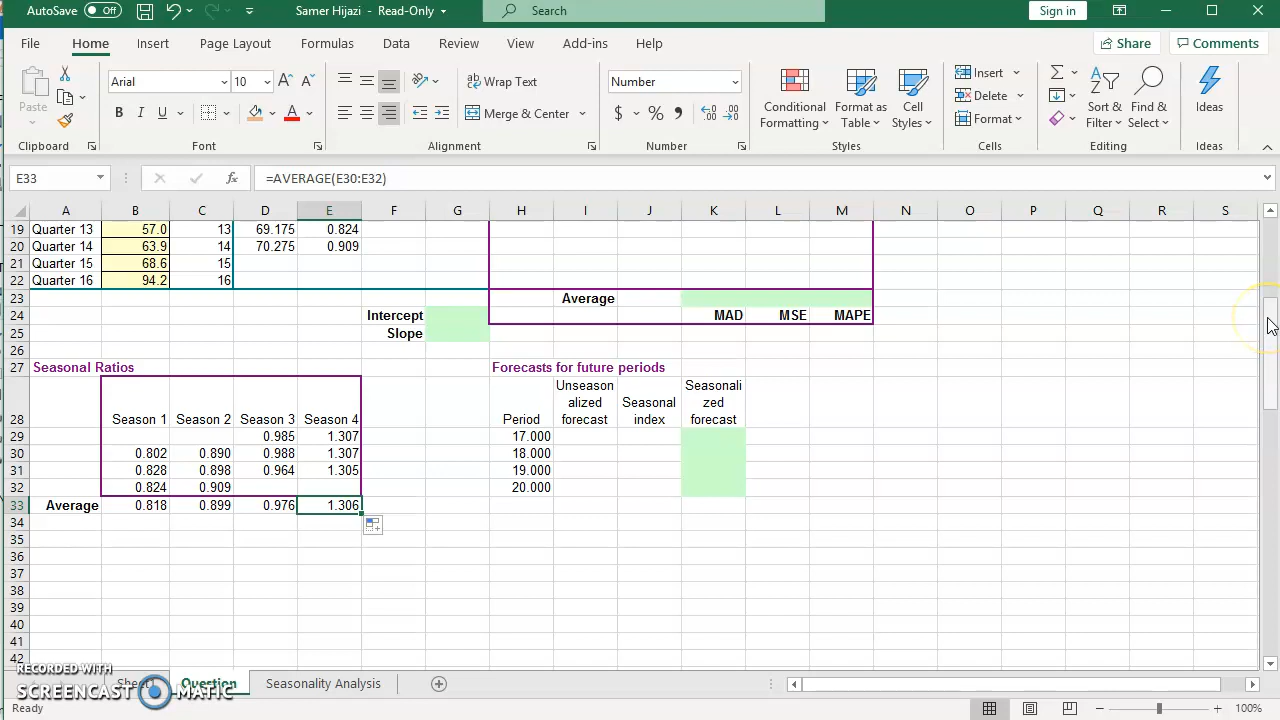 AutoSave Off Samer Hijazi - Read-Only Search Sign in
File Home Insert Page Layout Formulas Data Review View Add-ins Help Share Comments
Paste Arial 10 Wrap Text Merge & Center Number $ % Conditional Formatting Format as Table Cell Styles Insert Delete Format Sort & Filter Find & Select Ideas
Clipboard Font Alignment Number Styles Cells Editing Ideas
E33 fx =AVERAGE(E30:E32)
A B C D E F G H I J K L M N O P Q R S
19 Quarter 13 57.0 13 69.175 0.824
20 Quarter 14 63.9 14 70.275 0.909
21 Quarter 15 68.6 15
22 Quarter 16 94.2 16
23 Average
24 Intercept MAD MSE MAPE
25 Slope
26
27 Seasonal Ratios Forecasts for future periods
Unseason Seasonali
alized Seasonal zed
28 Season 1 Season 2 Season 3 Season 4 Period forecast index forecast
29 0.985 1.307 17.000
30 0.802 0.890 0.988 1.307 18.000
31 0.828 0.898 0.964 1.305 19.000
32 0.824 0.909 20.000
33 Average 0.818 0.899 0.976 1.306
34
35
36
37
38
39
40
41
42
RECORDED WITH
SCREENCAST MATIC
Question Seasonality Analysis
Ready 100%